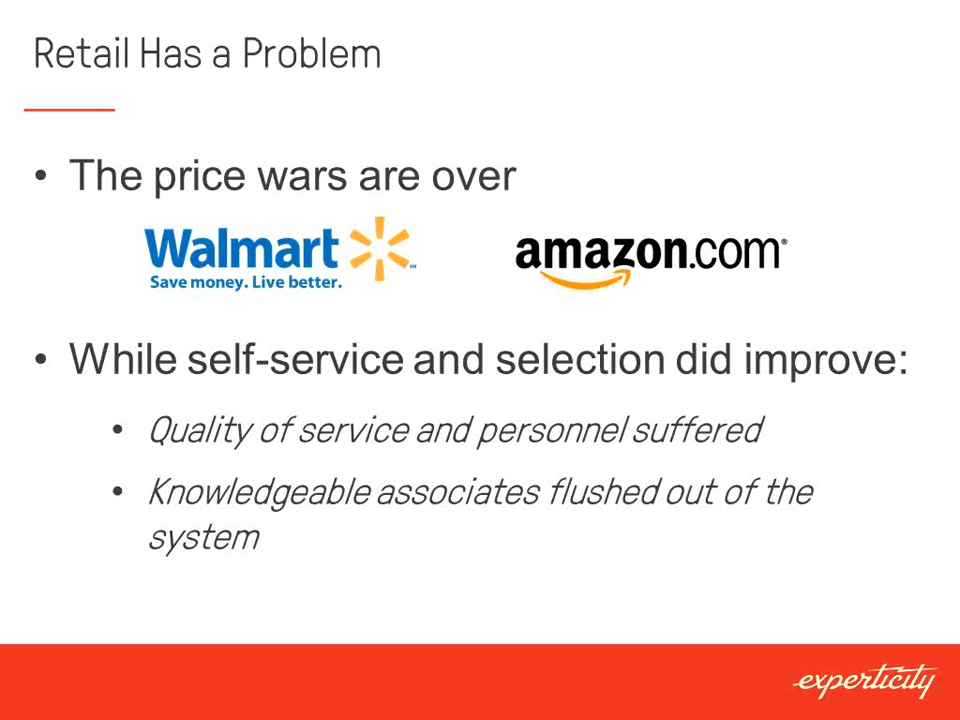 Retail Has a Problem
• The price wars are over
Walmart
Save money. Live better.
amazon.com®
• While self-service and selection did improve:
• Quality of service and personnel suffered
• Knowledgeable associates flushed out of the
system
experticity